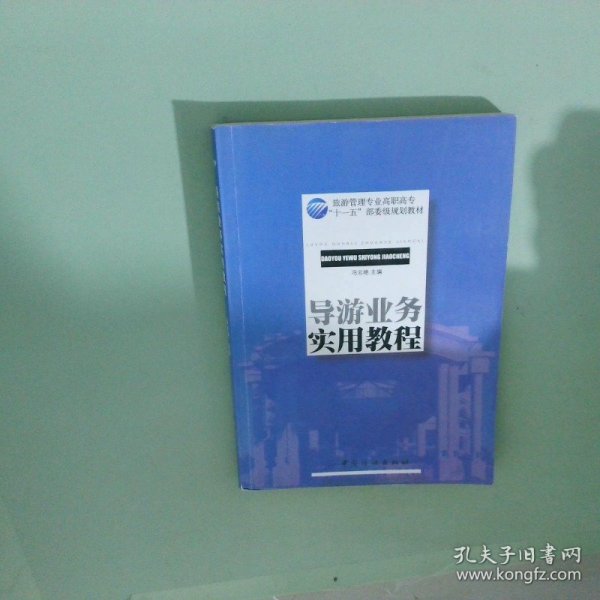 旅游管理专业高职高专
“十一五”部委级规划教材
DAOYOU YEWU SHIYONG JIAOCHENG
主编
导游业务
实用教程
孔夫子旧书网
www.kongfz.com